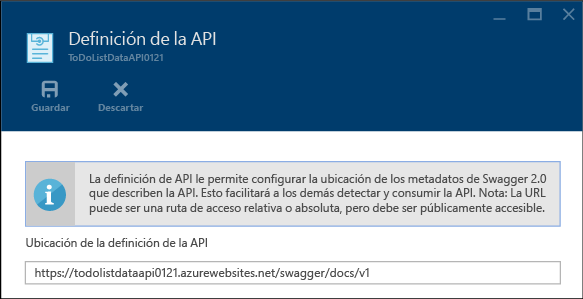 Definición de la API
ToDoListDataAPI0121
Guardar
Descartar
La definición de API le permite configurar la ubicación de los metadatos de Swagger 2.0
que describen la API. Esto facilitará a los demás detectar y consumir la API. Nota: La URL
puede ser una ruta de acceso relativa o absoluta, pero debe ser públicamente accesible.
Ubicación de la definición de la API
https://todolistdataapi0121.azurewebsites.net/swagger/docs/v1